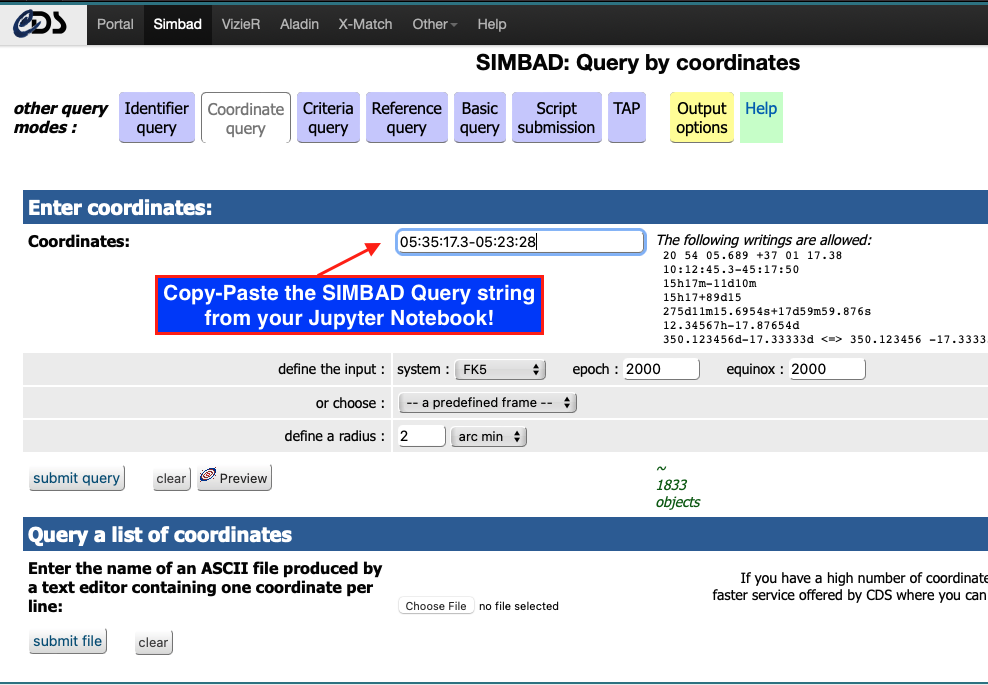 CDS Portal Simbad VizieR Aladin X-Match Other Help
SIMBAD: Query by coordinates
other query modes :
Identifier query
Coordinate query
Criteria query
Reference query
Basic query
Script submission
TAP
Output options
Help
Enter coordinates:
Coordinates:
05:35:17.3-05:23:28
The following writings are allowed:
20 54 05.689 +37 01 17.38
10:12:45.3-45:17:50
15h17m-11d10m
15h17+89d15
275d11m15.6954s+17d59m59.876s
12.34567h-17.87654d
350.123456d-17.33333d <=> 350.123456 -17.3333
Copy-Paste the SIMBAD Query string
from your Jupyter Notebook!
define the input : system : FK5 epoch : 2000 equinox : 2000
or choose : -- a predefined frame --
define a radius : 2 arc min
submit query clear Preview
~
1833
objects
Query a list of coordinates
Enter the name of an ASCII file produced by
a text editor containing one coordinate per
line:
Choose File no file selected
If you have a high number of coordinate
faster service offered by CDS where you can
submit file clear